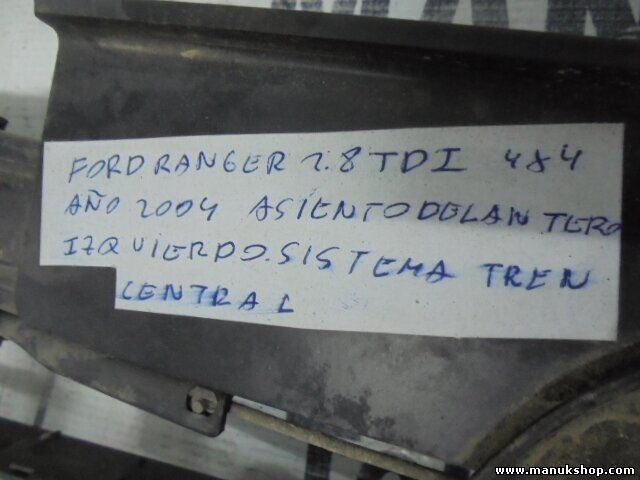 FORD RANGER 2.8 TDI 4X4
AÑO 2004 ASIENTO DELANTERO
IZQUIERDO. SISTEMA TREN
CENTRAL
www.manukshop.com